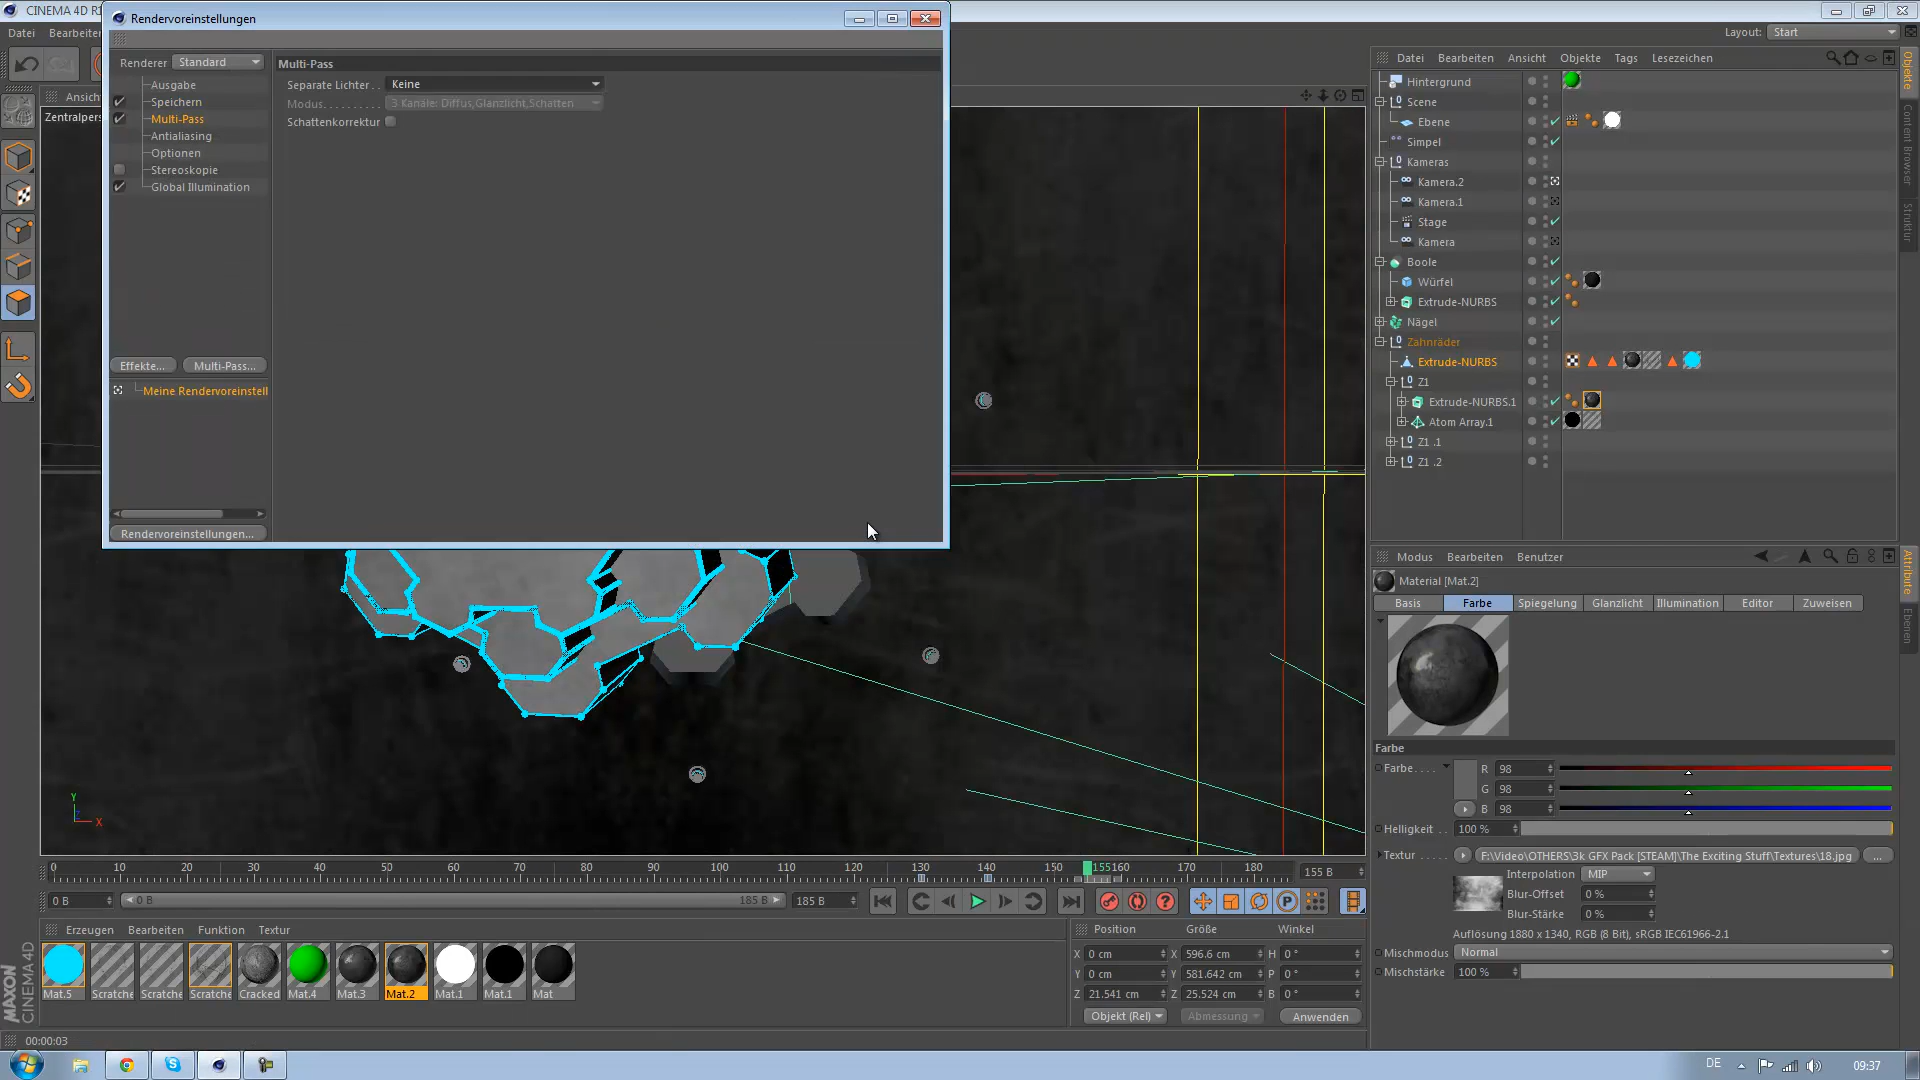 CINEMA 4D R
Datei Bearbeiten
Layout: Start
Rendervoreinstellungen
Renderer Standard
Ausgabe
Speichern
Multi-Pass
Antialiasing
Optionen
Stereoskopie
Global Illumination
Effekte... Multi-Pass...
Meine Rendervoreinstell
Rendervoreinstellungen...
Multi-Pass
Separate Lichter . . Keine
Modus. . . . . . . . . 3 Kanäle: Diffus,Glanzlicht,Schatten
Schattenkorrektur
Ansich
Zentralpers
Y
Z
X
Datei Bearbeiten Ansicht Objekte Tags Lesezeichen
Hintergrund
Scene
Ebene
Simpel
Kameras
Kamera.2
Kamera.1
Stage
Kamera
Boole
Würfel
Extrude-NURBS
Nägel
Zahnräder
Extrude-NURBS
Z1
Extrude-NURBS.1
Atom Array.1
Z1 .1
Z1 .2
Objekte
Content Browser
Struktur
Attribute
Ebenen
Modus Bearbeiten Benutzer
Material [Mat.2]
Basis Farbe Spiegelung Glanzlicht Illumination Editor Zuweisen
Farbe
Farbe. . . . R 98
G 98
B 98
Helligkeit . . 100 %
Textur . . . . . F:\Video\OTHERS\3k GFX Pack [STEAM]\The Exciting Stuff\Textures\18.jpg ...
Interpolation MIP
Blur-Offset 0 %
Blur-Stärke 0 %
Auflösung 1880 x 1340, RGB (8 Bit), sRGB IEC61966-2.1
Mischmodus Normal
Mischstärke 100 %
0 10 20 30 40 50 60 70 80 90 100 110 120 130 140 150 155 160 170 180 155 B
0 B 0 B 185 B 185 B
Erzeugen Bearbeiten Funktion Textur
Mat.5 Scratche Scratche Scratche Cracked Mat.4 Mat.3 Mat.2 Mat.1 Mat.1 Mat
Position Größe Winkel
X 0 cm X 596.6 cm H 0 °
Y 0 cm Y 581.642 cm P 0 °
Z 21.541 cm Z 25.524 cm B 0 °
Objekt (Rel) Abmessung Anwenden
MAXON
CINEMA 4D
00:00:03
DE 09:37